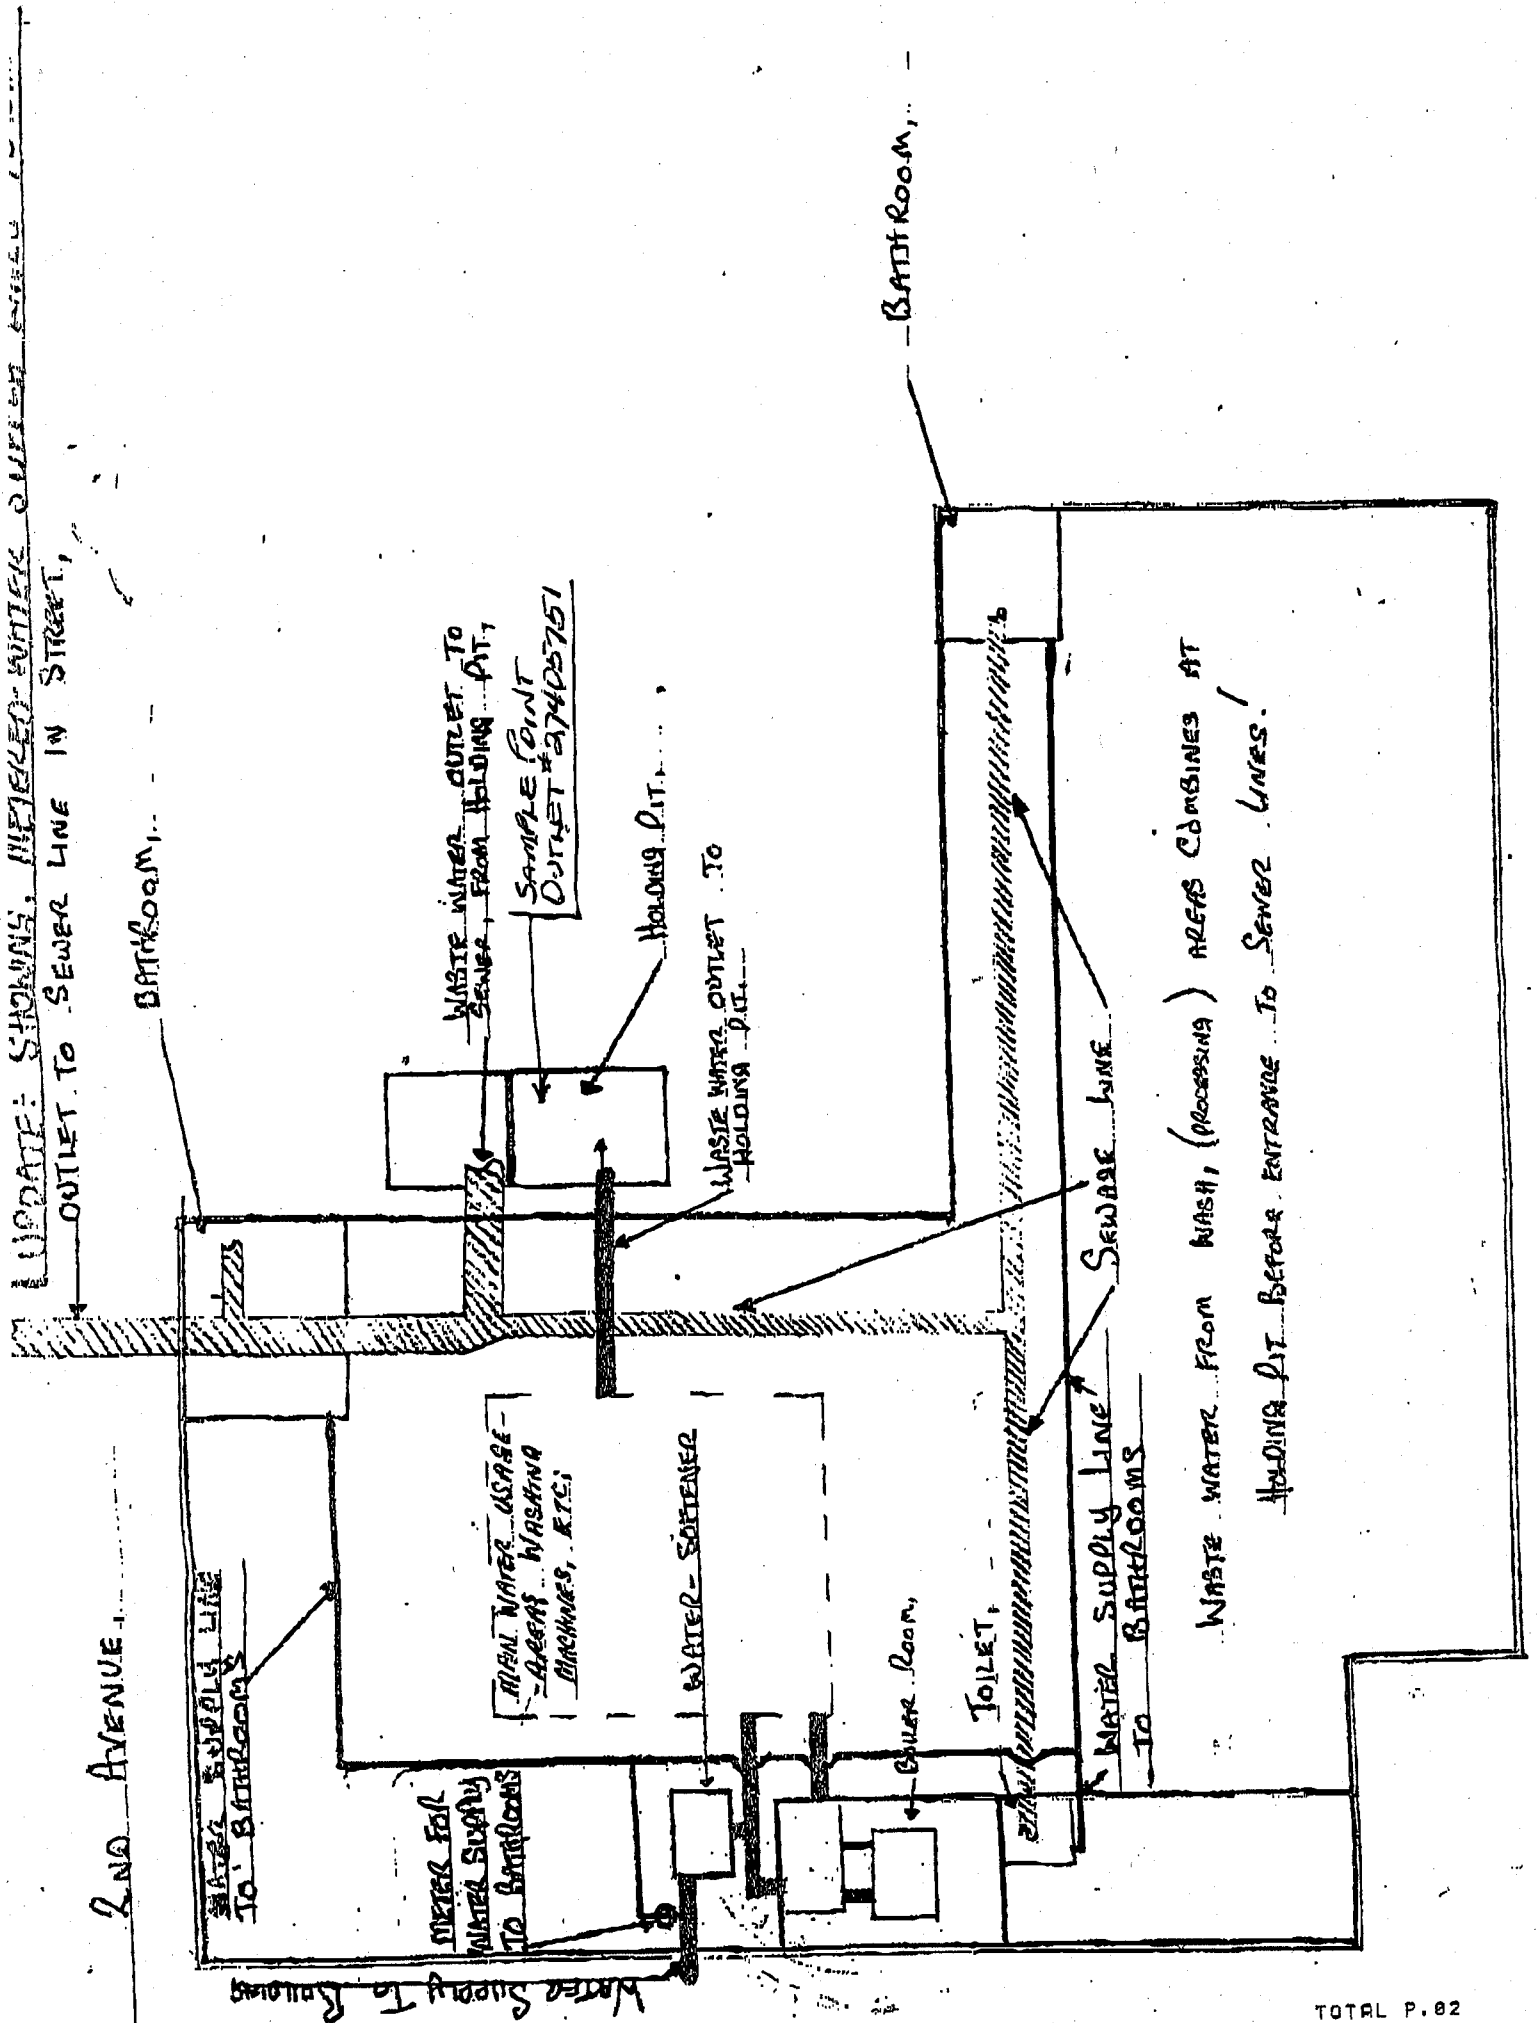 UPDATE: SHOWING, METERED WATER
OUTLET TO SEWER LINE IN STREET,
2ND AVENUE,
BATHROOM,
WATER SUPPLY LINE
TO BATHROOMS
WASTE WATER OUTLET TO
SEWER, FROM HOLDING PIT,
SAMPLE POINT
OUTLET #27405751
HOLDING PIT,
WASTE WATER OUTLET TO
HOLDING PIT,
MAIN WATER USAGE-
-AREAS WASHING
MACHINES, ETC;
WATER-SOFTENER
METER FOR
WATER SUPPLY
TO BATHROOMS
WATER SUPPLY TO BUILDING
BOILER ROOM,
TOILET,
BATHROOM,
SEWAGE LINE
WATER SUPPLY LINE
TO BATHROOMS
WASTE WATER FROM WASH, (PROCESSING) AREAS COMBINES AT
HOLDING PIT BEFORE ENTRANCE TO SEWER LINES!
TOTAL P.02